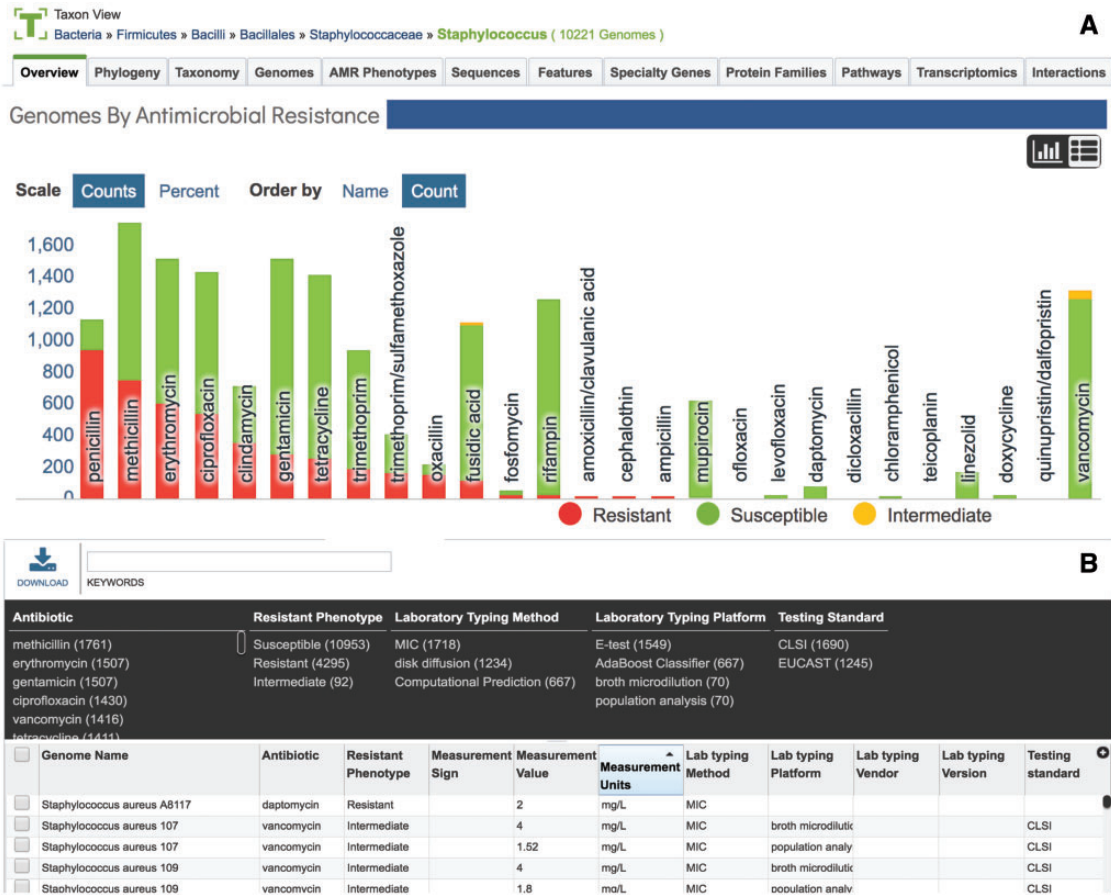 Taxon View
A
Bacteria » Firmicutes » Bacilli » Bacillales » Staphylococcaceae » Staphylococcus ( 10221 Genomes )
Overview Phylogeny Taxonomy Genomes AMR Phenotypes Sequences Features Specialty Genes Protein Families Pathways Transcriptomics Interactions
Genomes By Antimicrobial Resistance
Scale Counts Percent Order by Name Count
1,600
1,400
1,200
1,000
800
600
400
200
0
penicillin
methicillin
erythromycin
ciprofloxacin
clindamycin
gentamicin
tetracycline
trimethoprim
trimethoprim/sulfamethoxazole
oxacillin
fusidic acid
fosfomycin
rifampin
amoxicillin/clavulanic acid
cephalothin
ampicillin
mupirocin
ofloxacin
levofloxacin
daptomycin
dicloxacillin
chloramphenicol
teicoplanin
linezolid
doxycycline
quinupristin/dalfopristin
vancomycin
Resistant Susceptible Intermediate
B
DOWNLOAD KEYWORDS
Antibiotic Resistant Phenotype Laboratory Typing Method Laboratory Typing Platform Testing Standard
methicillin (1761) Susceptible (10953) MIC (1718) E-test (1549) CLSI (1690)
erythromycin (1507) Resistant (4295) disk diffusion (1234) AdaBoost Classifier (667) EUCAST (1245)
gentamicin (1507) Intermediate (92) Computational Prediction (667) broth microdilution (70)
ciprofloxacin (1430) population analysis (70)
vancomycin (1416)
tetracycline (1411)
Genome Name Antibiotic Resistant Measurement Measurement Measurement Lab typing Lab typing Lab typing Lab typing Testing
Phenotype Sign Value Units Method Platform Vendor Version standard
Staphylococcus aureus A8117 daptomycin Resistant 2 mg/L MIC
Staphylococcus aureus 107 vancomycin Intermediate 4 mg/L MIC broth microdilutic CLSI
Staphylococcus aureus 107 vancomycin Intermediate 1.52 mg/L MIC population analy CLSI
Staphylococcus aureus 109 vancomycin Intermediate 4 mg/L MIC broth microdilutic CLSI
Staphylococcus aureus 109 vancomycin Intermediate 1.8 mg/L MIC population analy CLSI